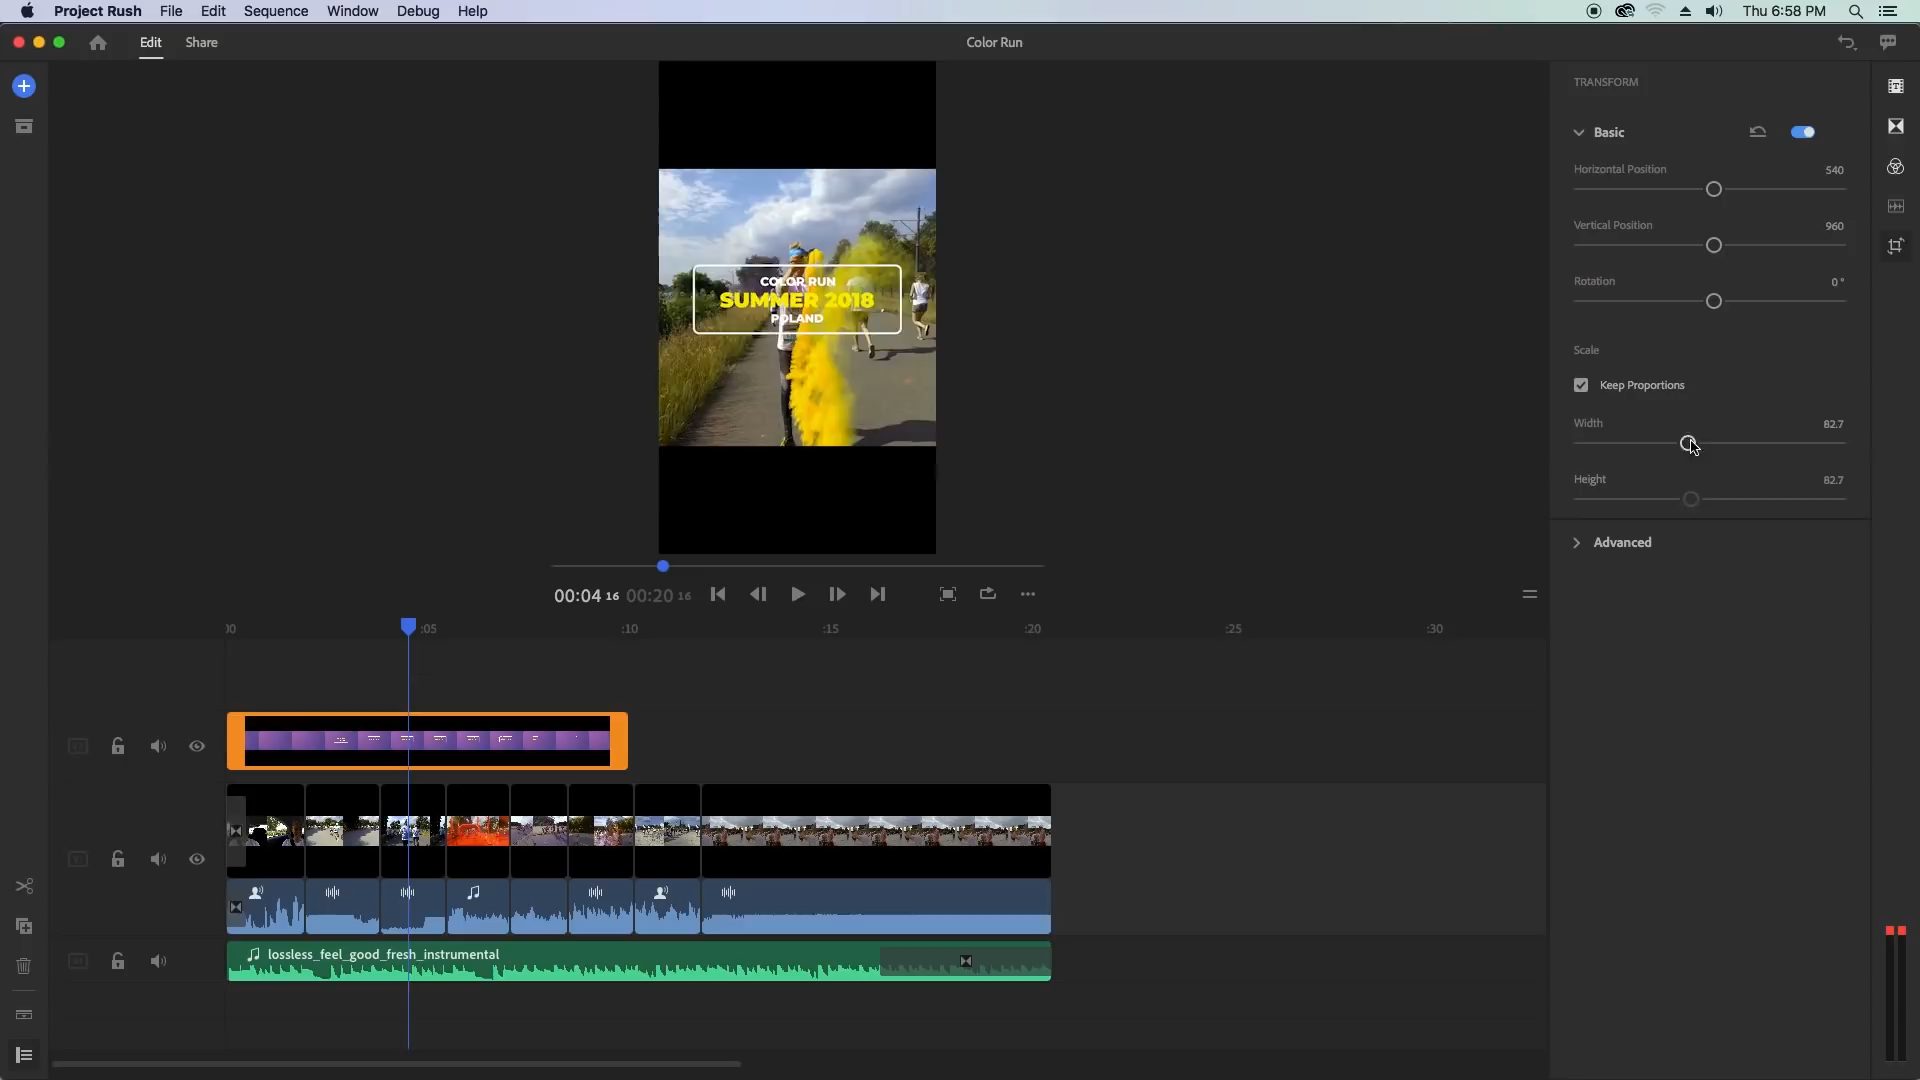 Project Rush File Edit Sequence Window Debug Help Thu 6:58 PM
Edit Share Color Run
TRANSFORM
Basic
Horizontal Position 540
Vertical Position 960
Rotation 0°
Scale
Keep Proportions
Width 82.7
Height 82.7
Advanced
COLOR RUN
SUMMER 2018
POLAND
00:04 16 00:20 16
:00 :05 :10 :15 :20 :25 :30
lossless_feel_good_fresh_instrumental